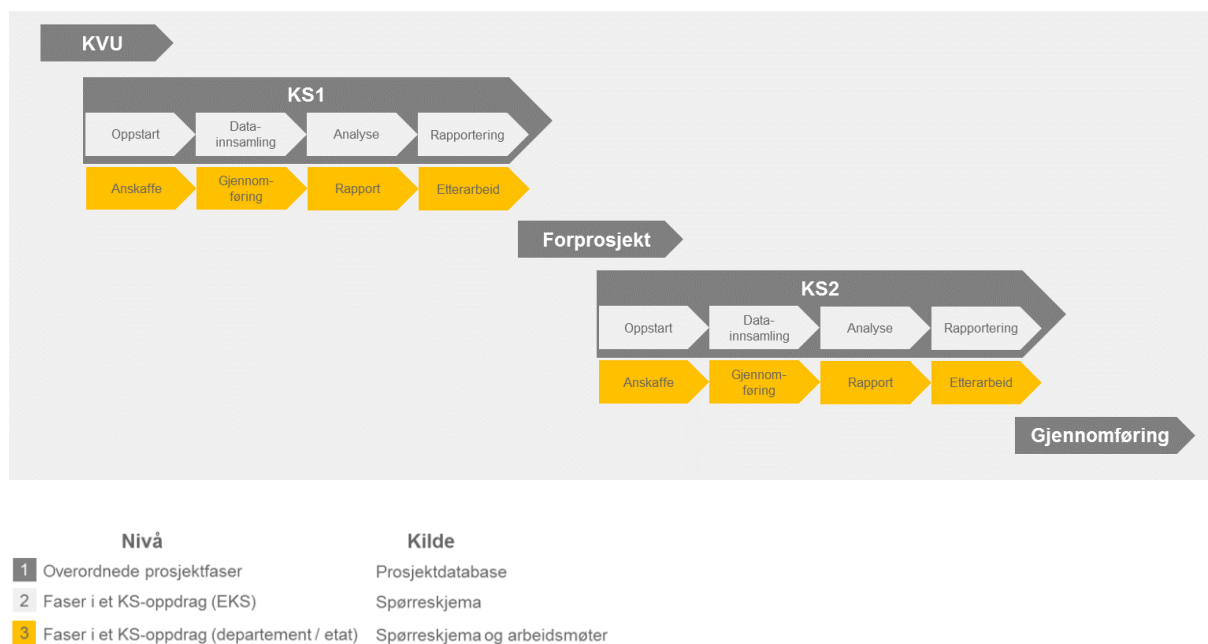 KVU
KS1
Oppstart
Data-
innsamling
Analyse
Rapportering
Anskaffe
Gjennom-
føring
Rapport
Etterarbeid
Forprosjekt
KS2
Oppstart
Data-
innsamling
Analyse
Rapportering
Anskaffe
Gjennom-
føring
Rapport
Etterarbeid
Gjennomføring
Nivå Kilde
1 Overordnede prosjektfaser Prosjektdatabase
2 Faser i et KS-oppdrag (EKS) Spørreskjema
3 Faser i et KS-oppdrag (departement / etat) Spørreskjema og arbeidsmøter